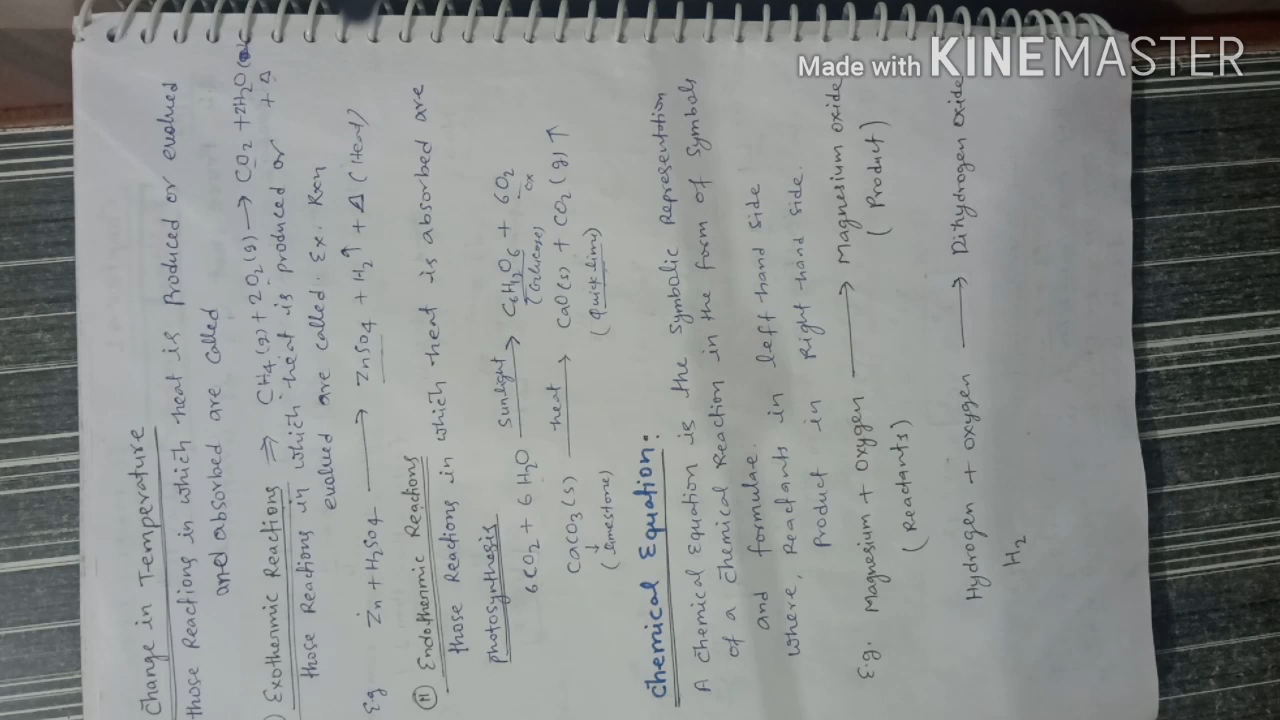 Made with KINEMASTER
Change in Temperature
those Reactions in which heat is Produced or evolved
and absorbed are called
) Exothermic Reactions ⇒ CH4(g) + 2O2(g) → CO2 + 2H2O
those Reactions in which heat is produced or + Δ
evolved are called. Ex. Rxn
Eg Zn + H2SO4 → ZnSO4 + H2↑ + Δ (Heat)
(ii) Endothermic Reactions
those Reactions in which heat is absorbed are
Photosynthesis
6CO2 + 6H2O sunlight → + 6O2
(Glucose)
CaCO3(s) heat → CaO(s) + CO2(g)↑
↓
(limestone) (Quick lime)
Chemical Equation:
A chemical Equation is the Symbolic Representation
of a chemical Reaction in the form of symbols
and formulae.
where, Reactants in left hand side
Product in Right hand side.
E.g. Magnesium + Oxygen → Magnesium oxide
(Reactants) (Product)
Hydrogen + Oxygen → Dihydrogen oxide
H2